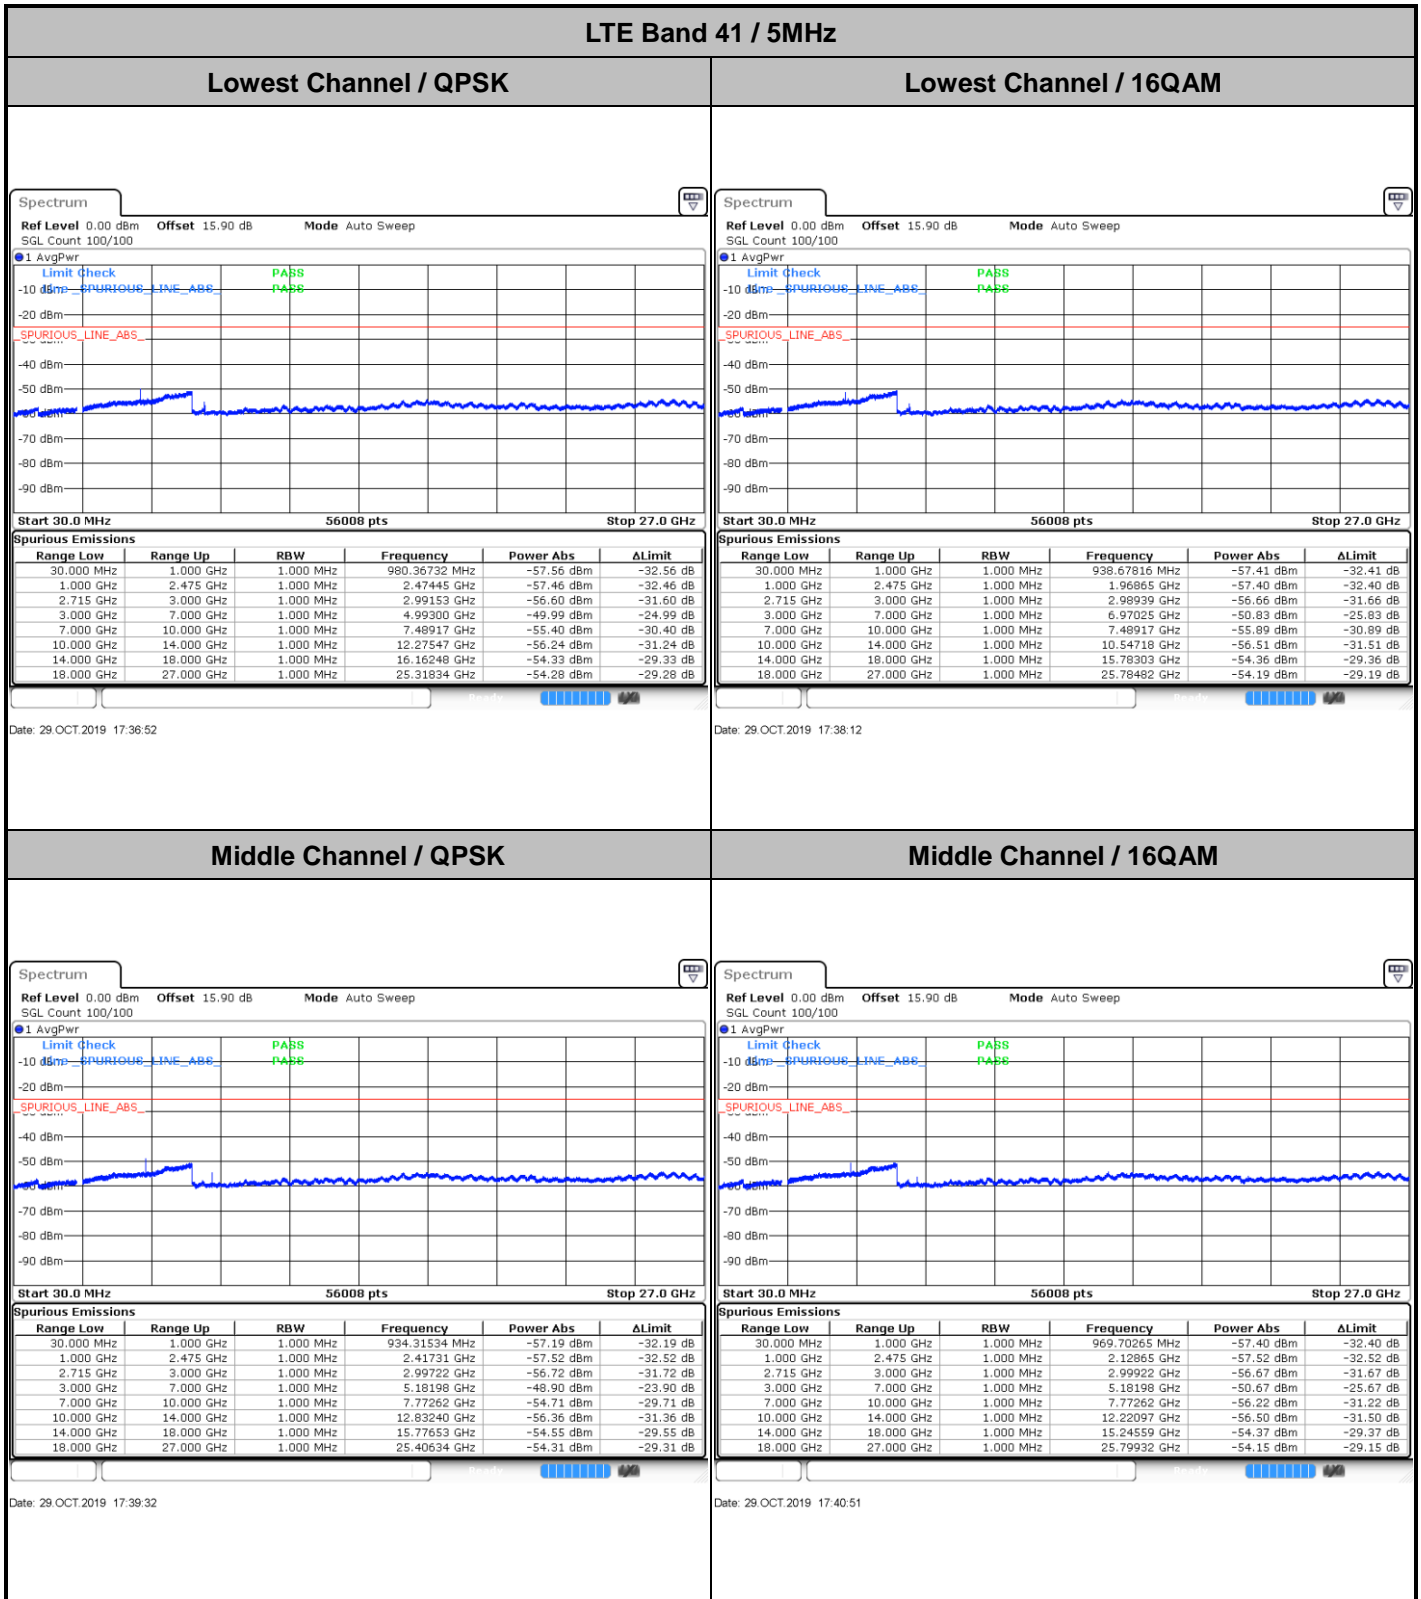 LTE Band 41 / 5MHz
Lowest Channel / QPSK
Lowest Channel / 16QAM
Spectrum
Ref Level 0.00 dBm Offset 15.90 dB Mode Auto Sweep
SGL Count 100/100
1 AvgPwr
Limit Check PASS
-10 dBm Line _SPURIOUS_LINE_ABS_ PASS
-20 dBm
_SPURIOUS_LINE_ABS_
-40 dBm
-50 dBm
-70 dBm
-80 dBm
-90 dBm
Start 30.0 MHz 56008 pts Stop 27.0 GHz
Spurious Emissions
Range Low Range Up RBW Frequency Power Abs ΔLimit
30.000 MHz 1.000 GHz 1.000 MHz 980.36732 MHz -57.56 dBm -32.56 dB
1.000 GHz 2.475 GHz 1.000 MHz 2.47445 GHz -57.46 dBm -32.46 dB
2.715 GHz 3.000 GHz 1.000 MHz 2.99153 GHz -56.60 dBm -31.60 dB
3.000 GHz 7.000 GHz 1.000 MHz 4.99300 GHz -49.99 dBm -24.99 dB
7.000 GHz 10.000 GHz 1.000 MHz 7.48917 GHz -55.40 dBm -30.40 dB
10.000 GHz 14.000 GHz 1.000 MHz 12.27547 GHz -56.24 dBm -31.24 dB
14.000 GHz 18.000 GHz 1.000 MHz 16.16248 GHz -54.33 dBm -29.33 dB
18.000 GHz 27.000 GHz 1.000 MHz 25.31834 GHz -54.28 dBm -29.28 dB
Date: 29.OCT.2019 17:36:52
Spectrum
Ref Level 0.00 dBm Offset 15.90 dB Mode Auto Sweep
SGL Count 100/100
1 AvgPwr
Limit Check PASS
-10 dBm Line _SPURIOUS_LINE_ABS_ PASS
-20 dBm
_SPURIOUS_LINE_ABS_
-40 dBm
-50 dBm
-70 dBm
-80 dBm
-90 dBm
Start 30.0 MHz 56008 pts Stop 27.0 GHz
Spurious Emissions
Range Low Range Up RBW Frequency Power Abs ΔLimit
30.000 MHz 1.000 GHz 1.000 MHz 938.67816 MHz -57.41 dBm -32.41 dB
1.000 GHz 2.475 GHz 1.000 MHz 1.96865 GHz -57.40 dBm -32.40 dB
2.715 GHz 3.000 GHz 1.000 MHz 2.98939 GHz -56.66 dBm -31.66 dB
3.000 GHz 7.000 GHz 1.000 MHz 6.97025 GHz -50.83 dBm -25.83 dB
7.000 GHz 10.000 GHz 1.000 MHz 7.48917 GHz -55.89 dBm -30.89 dB
10.000 GHz 14.000 GHz 1.000 MHz 10.54718 GHz -56.51 dBm -31.51 dB
14.000 GHz 18.000 GHz 1.000 MHz 15.78303 GHz -54.36 dBm -29.36 dB
18.000 GHz 27.000 GHz 1.000 MHz 25.78482 GHz -54.19 dBm -29.19 dB
Date: 29.OCT.2019 17:38:12
Middle Channel / QPSK
Middle Channel / 16QAM
Spectrum
Ref Level 0.00 dBm Offset 15.90 dB Mode Auto Sweep
SGL Count 100/100
1 AvgPwr
Limit Check PASS
-10 dBm Line _SPURIOUS_LINE_ABS_ PASS
-20 dBm
_SPURIOUS_LINE_ABS_
-40 dBm
-50 dBm
-70 dBm
-80 dBm
-90 dBm
Start 30.0 MHz 56008 pts Stop 27.0 GHz
Spurious Emissions
Range Low Range Up RBW Frequency Power Abs ΔLimit
30.000 MHz 1.000 GHz 1.000 MHz 934.31534 MHz -57.19 dBm -32.19 dB
1.000 GHz 2.475 GHz 1.000 MHz 2.41731 GHz -57.52 dBm -32.52 dB
2.715 GHz 3.000 GHz 1.000 MHz 2.99722 GHz -56.72 dBm -31.72 dB
3.000 GHz 7.000 GHz 1.000 MHz 5.18198 GHz -48.90 dBm -23.90 dB
7.000 GHz 10.000 GHz 1.000 MHz 7.77262 GHz -54.71 dBm -29.71 dB
10.000 GHz 14.000 GHz 1.000 MHz 12.83240 GHz -56.36 dBm -31.36 dB
14.000 GHz 18.000 GHz 1.000 MHz 15.77653 GHz -54.55 dBm -29.55 dB
18.000 GHz 27.000 GHz 1.000 MHz 25.40634 GHz -54.31 dBm -29.31 dB
Date: 29.OCT.2019 17:39:32
Spectrum
Ref Level 0.00 dBm Offset 15.90 dB Mode Auto Sweep
SGL Count 100/100
1 AvgPwr
Limit Check PASS
-10 dBm Line _SPURIOUS_LINE_ABS_ PASS
-20 dBm
_SPURIOUS_LINE_ABS_
-40 dBm
-50 dBm
-70 dBm
-80 dBm
-90 dBm
Start 30.0 MHz 56008 pts Stop 27.0 GHz
Spurious Emissions
Range Low Range Up RBW Frequency Power Abs ΔLimit
30.000 MHz 1.000 GHz 1.000 MHz 969.70265 MHz -57.40 dBm -32.40 dB
1.000 GHz 2.475 GHz 1.000 MHz 2.12865 GHz -57.52 dBm -32.52 dB
2.715 GHz 3.000 GHz 1.000 MHz 2.99922 GHz -56.67 dBm -31.67 dB
3.000 GHz 7.000 GHz 1.000 MHz 5.18198 GHz -50.67 dBm -25.67 dB
7.000 GHz 10.000 GHz 1.000 MHz 7.77262 GHz -56.22 dBm -31.22 dB
10.000 GHz 14.000 GHz 1.000 MHz 12.22097 GHz -56.50 dBm -31.50 dB
14.000 GHz 18.000 GHz 1.000 MHz 15.24559 GHz -54.37 dBm -29.37 dB
18.000 GHz 27.000 GHz 1.000 MHz 25.79932 GHz -54.15 dBm -29.15 dB
Date: 29.OCT.2019 17:40:51